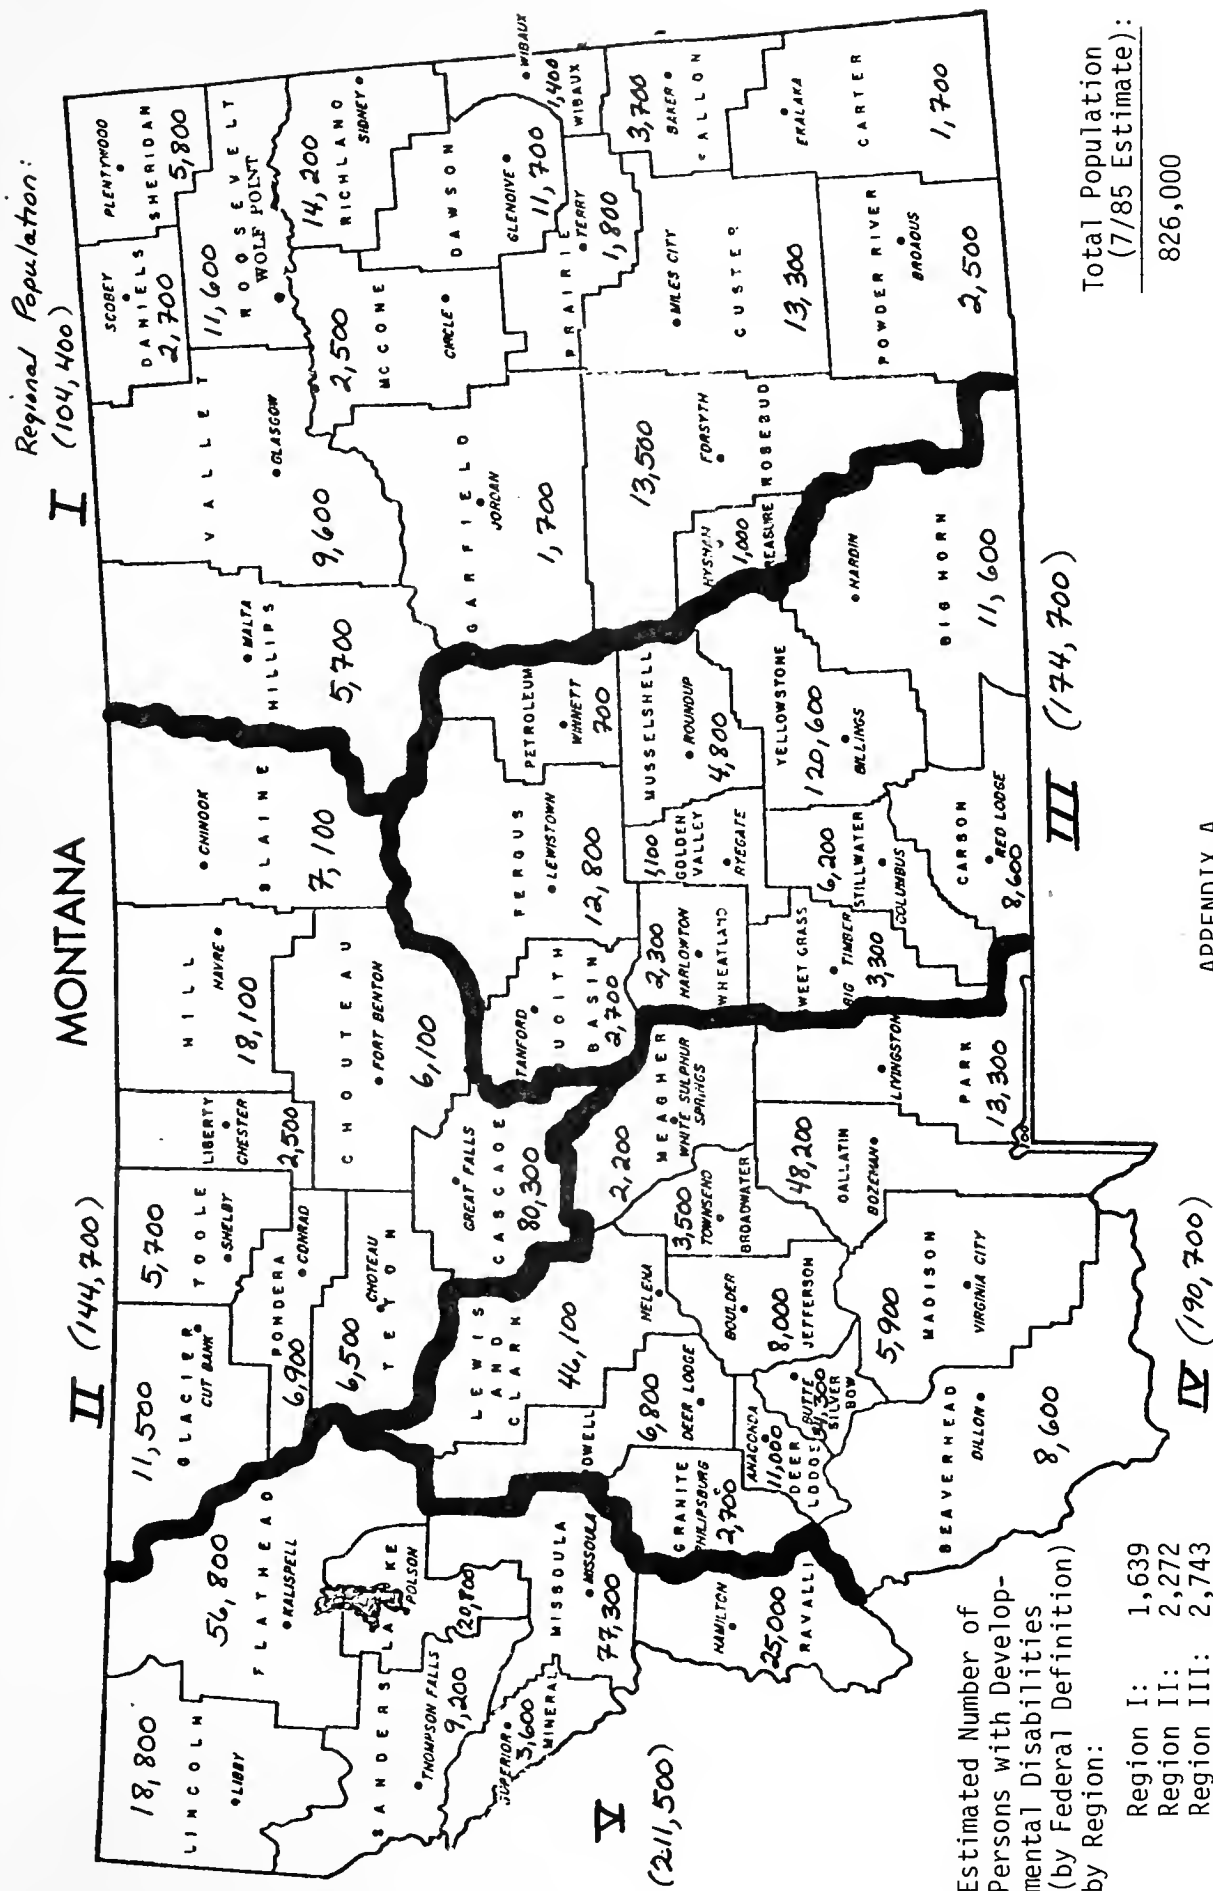 MONTANA
Regional Population:
I (104,400)
II (144,700)
III (174,700)
IV (190,700)
V
(211,500)
18,800
LINCOLN
LIBBY
56,800
FLATHEAD
KALISPELL
LAKE
POLSON
(20,700)
SANDERS
THOMPSON FALLS
9,200
SUPERIOR
3,600
MINERAL
MISSOULA
MISSOULA
77,300
HAMILTON
25,000
RAVALLI
11,500
GLACIER
CUT BANK
5,700
TOOLE
SHELBY
PONDERA
CONRAD
6,900
6,500
CHOTEAU
TETON
LIBERTY
CHESTER
2,500
HILL
HAVRE
18,100
CHOUTEAU
FORT BENTON
6,100
CHINOOK
BLAINE
7,100
GREAT FALLS
CASCADE
80,300
LEWIS
AND
CLARK
46,100
HELENA
POWELL
6,800
DEER LODGE
GRANITE
PHILIPSBURG
2,700
ANACONDA
11,000
DEER
LODGE
BUTTE
SILVER
BOW
BOULDER
8,000
JEFFERSON
3,500
TOWNSEND
BROADWATER
2,200
MEAGHER
WHITE SULPHUR
SPRINGS
48,200
GALLATIN
BOZEMAN
LIVINGSTON
PARK
13,300
100
5,900
MADISON
VIRGINIA CITY
BEAVERHEAD
DILLON
8,600
STANFORD
JUDITH
BASIN
2,700
FERGUS
LEWISTOWN
12,800
PETROLEUM
WINNETT
700
2,300
HARLOWTON
WHEATLAND
1,100
GOLDEN
VALLEY
RYEGATE
MUSSELSHELL
ROUNDUP
4,800
SWEET GRASS
BIG TIMBER
3,300
6,200
STILLWATER
COLUMBUS
YELLOWSTONE
120,600
BILLINGS
CARBON
RED LODGE
8,600
HARDIN
BIG HORN
11,600
MALTA
PHILLIPS
5,700
VALLEY
GLASGOW
9,600
SCOBEY
DANIELS
2,700
PLENTYWOOD
SHERIDAN
5,800
11,600
ROOSEVELT
WOLF POINT
14,200
RICHLAND
SIDNEY
2,500
MCCONE
CIRCLE
DAWSON
GLENDIVE
11,700
WIBAUX
1,400
WIBAUX
GARFIELD
JORDAN
1,700
PRAIRIE
TERRY
1,800
3,700
BAKER
FALLON
13,500
FORSYTH
ROSEBUD
HYSHAM
1,000
TREASURE
MILES CITY
CUSTER
13,300
EKALAKA
CARTER
1,700
POWDER RIVER
BROADUS
2,500
Total Population
(7/85 Estimate):
826,000
Estimated Number of
Persons with Develop-
mental Disabilities
(by Federal Definition)
by Region:
Region I: 1,639
Region II: 2,272
Region III: 2,743
APPENDIX A